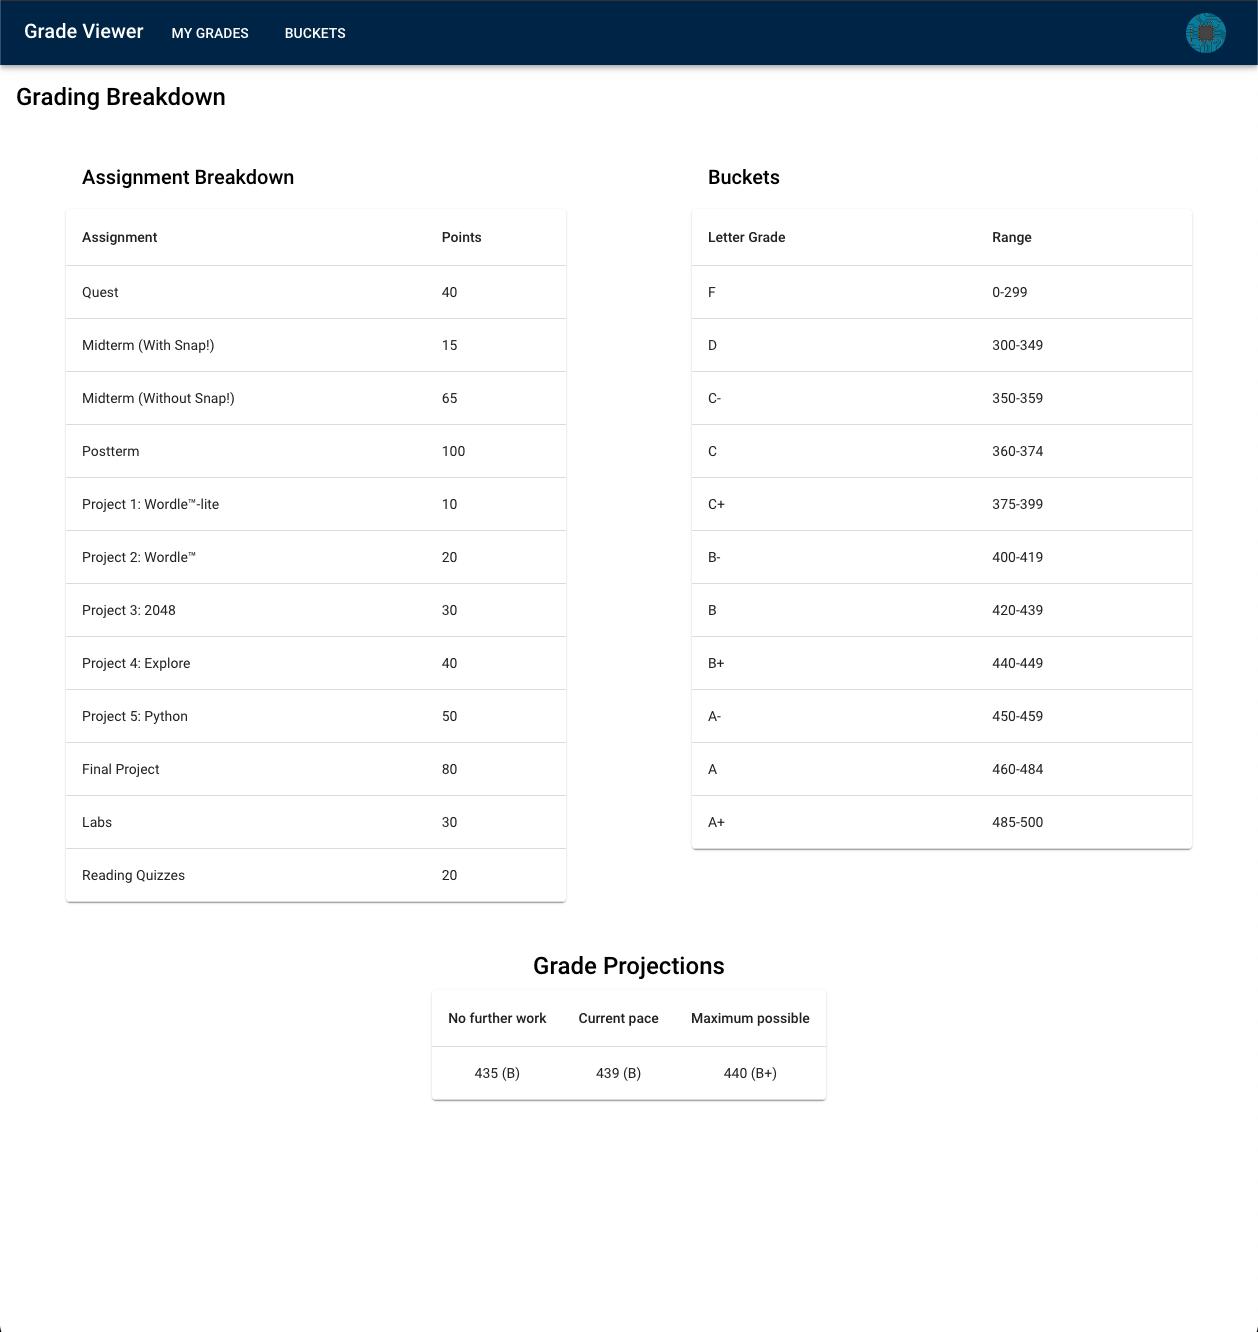 Grade Viewer MY GRADES BUCKETS
Grading Breakdown
Assignment Breakdown
Assignment Points
Quest 40
Midterm (With Snap!) 15
Midterm (Without Snap!) 65
Postterm 100
Project 1: Wordle™-lite 10
Project 2: Wordle™ 20
Project 3: 2048 30
Project 4: Explore 40
Project 5: Python 50
Final Project 80
Labs 30
Reading Quizzes 20
Buckets
Letter Grade Range
F 0-299
D 300-349
C- 350-359
C 360-374
C+ 375-399
B- 400-419
B 420-439
B+ 440-449
A- 450-459
A 460-484
A+ 485-500
Grade Projections
No further work Current pace Maximum possible
435 (B) 439 (B) 440 (B+)